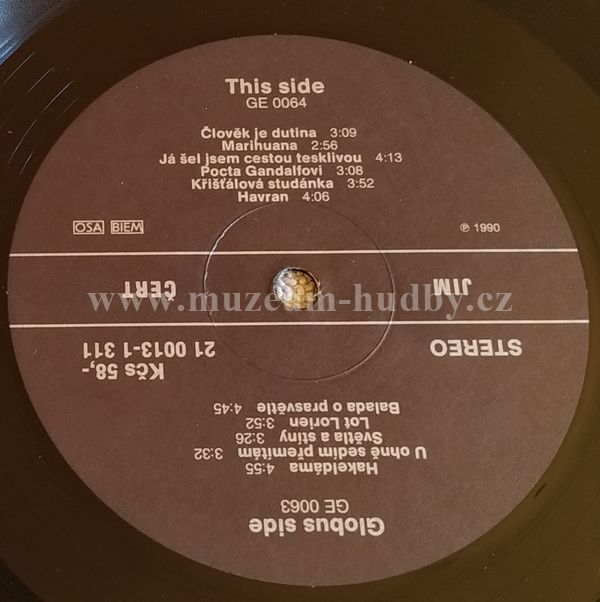 This side
GE 0064
Člověk je dutina 3:09
Marihuana 2:56
Já šel jsem cestou tesklivou 4:13
Pocta Gandalfovi 3:08
Křišťálová studánka 3:52
Havran 4:06
OSA BIEM
℗ 1990
www.muzeum-hudby.cz
Globus side
GE 0063
Hakeldáma 4:55
U ohně sedím přemítám 3:32
Světla a stíny 3:26
Lot Lorien 3:52
Balada o prasvětle 4:45
STEREO
21 0013-1 311
Kčs 58,-
JIM ČERT